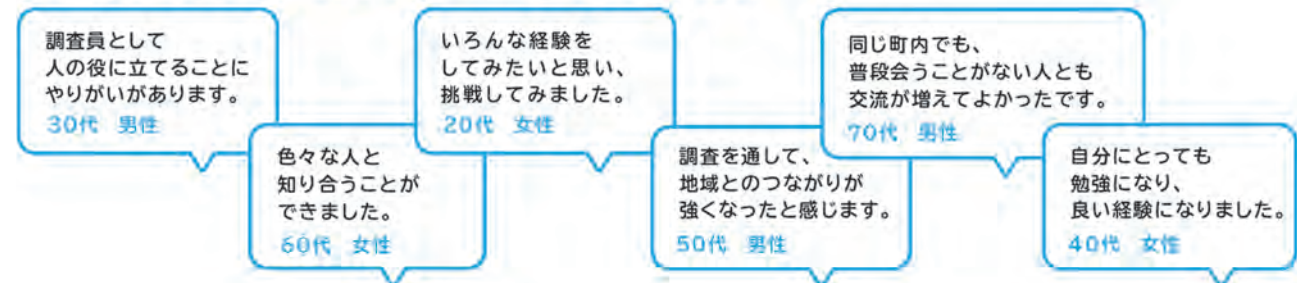 調査員として
人の役に立てることに
やりがいがあります。
30代 男性
色々な人と
知り合うことが
できました。
60代 女性
いろんな経験を
してみたいと思い、
挑戦してみました。
20代 女性
調査を通して、
地域とのつながりが
強くなったと感じます。
50代 男性
同じ町内でも、
普段会うことがない人とも
交流が増えてよかったです。
70代 男性
自分にとっても
勉強になり、
良い経験になりました。
40代 女性